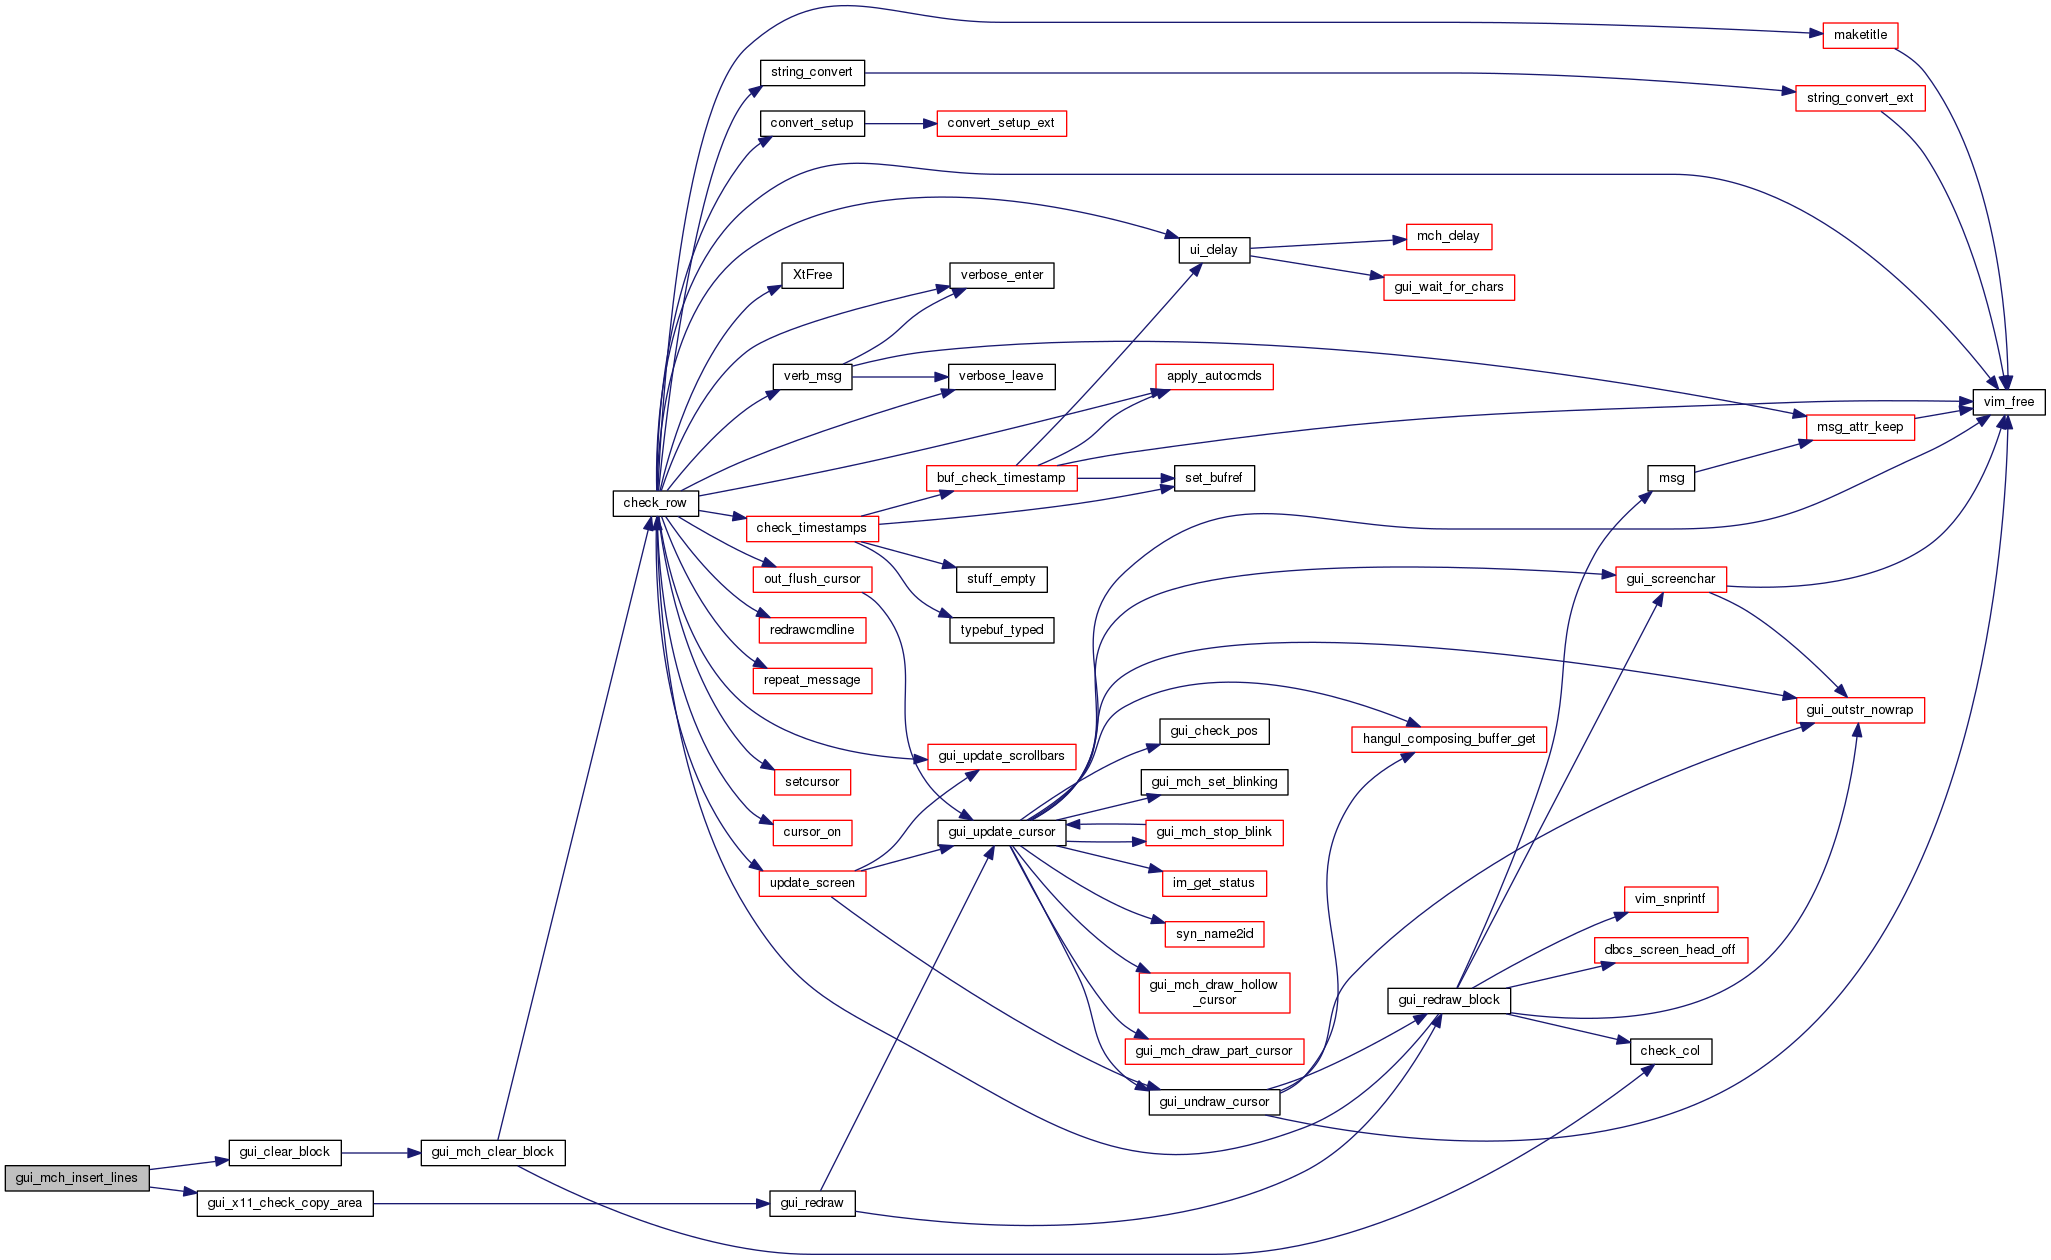 maketitle
string_convert
string_convert_ext
convert_setup
convert_setup_ext
ui_delay
mch_delay
XtFree
verbose_enter
gui_wait_for_chars
verb_msg
verbose_leave
apply_autocmds
vim_free
msg_attr_keep
buf_check_timestamp
set_bufref
msg
check_row
check_timestamps
out_flush_cursor
stuff_empty
gui_screenchar
redrawcmdline
typebuf_typed
repeat_message
gui_outstr_nowrap
gui_check_pos
hangul_composing_buffer_get
gui_update_scrollbars
setcursor
gui_mch_set_blinking
cursor_on
gui_update_cursor
gui_mch_stop_blink
update_screen
im_get_status
vim_snprintf
syn_name2id
dbcs_screen_head_off
gui_mch_draw_hollow
_cursor
gui_redraw_block
gui_mch_draw_part_cursor
check_col
gui_undraw_cursor
gui_clear_block
gui_mch_clear_block
gui_mch_insert_lines
gui_x11_check_copy_area
gui_redraw